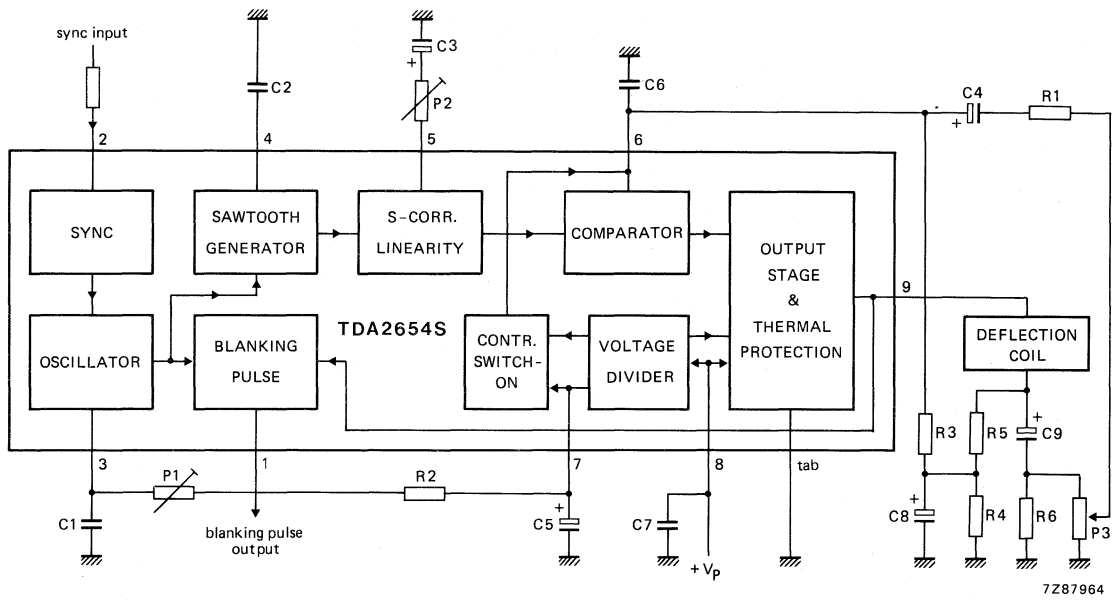 sync input
C2
+
C3
P2
C6
+
C4
R1
2
4
5
6
SYNC
SAWTOOTH
GENERATOR
S-CORR.
LINEARITY
COMPARATOR
OUTPUT
STAGE
&
THERMAL
PROTECTION
9
TDA2654S
OSCILLATOR
BLANKING
PULSE
CONTR.
SWITCH-
ON
VOLTAGE
DIVIDER
DEFLECTION
COIL
R3
R5
+
C9
3
1
7
8
tab
P1
R2
C1
blanking pulse
output
+
C5
C7
+VP
+
C8
R4
R6
P3
7Z87964